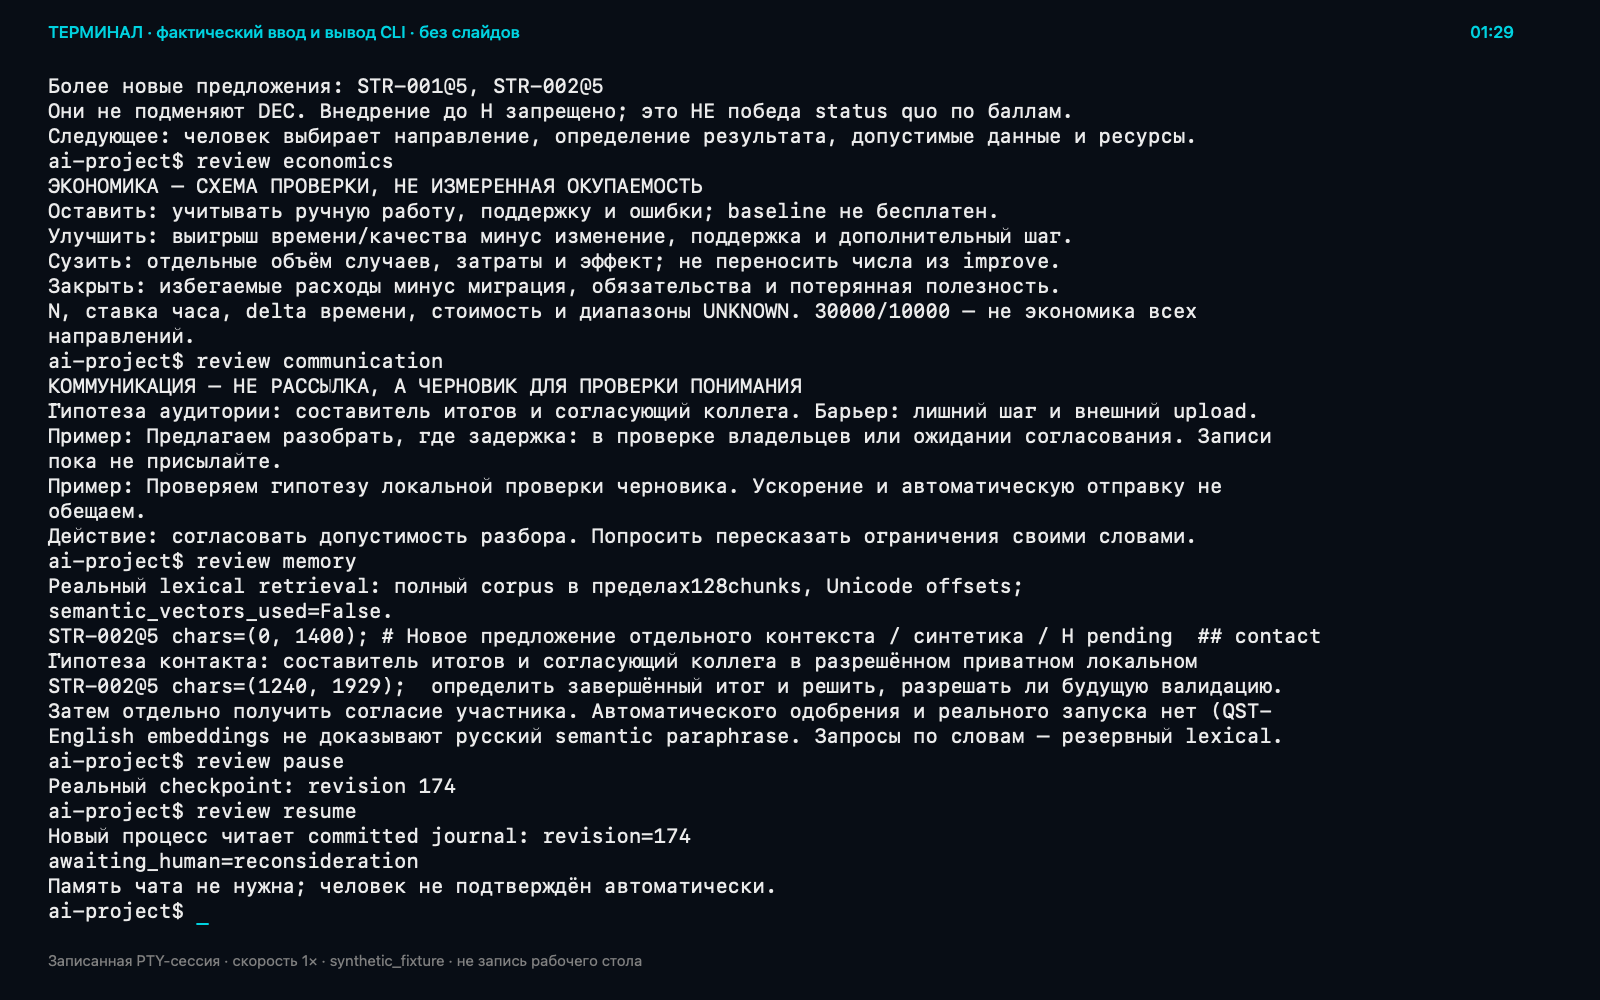 ТЕРМИНАЛ · фактический ввод и вывод CLI · без слайдов
01:29
Более новые предложения: STR-001@5, STR-002@5
Они не подменяют DEC. Внедрение до H запрещено; это НЕ победа status quo по баллам.
Следующее: человек выбирает направление, определение результата, допустимые данные и ресурсы.
ai-project$ review economics
ЭКОНОМИКА — СХЕМА ПРОВЕРКИ, НЕ ИЗМЕРЕННАЯ ОКУПАЕМОСТЬ
Оставить: учитывать ручную работу, поддержку и ошибки; baseline не бесплатен.
Улучшить: выигрыш времени/качества минус изменение, поддержка и дополнительный шаг.
Сузить: отдельные объём случаев, затраты и эффект; не переносить числа из improve.
Закрыть: избегаемые расходы минус миграция, обязательства и потерянная полезность.
N, ставка часа, delta времени, стоимость и диапазоны UNKNOWN. 30000/10000 — не экономика всех
направлений.
ai-project$ review communication
КОММУНИКАЦИЯ — НЕ РАССЫЛКА, А ЧЕРНОВИК ДЛЯ ПРОВЕРКИ ПОНИМАНИЯ
Гипотеза аудитории: составитель итогов и согласующий коллега. Барьер: лишний шаг и внешний upload.
Пример: Предлагаем разобрать, где задержка: в проверке владельцев или ожидании согласования. Записи
пока не присылайте.
Пример: Проверяем гипотезу локальной проверки черновика. Ускорение и автоматическую отправку не
обещаем.
Действие: согласовать допустимость разбора. Попросить пересказать ограничения своими словами.
ai-project$ review memory
Реальный lexical retrieval: полный corpus в пределах128chunks, Unicode offsets;
semantic_vectors_used=False.
STR-002@5 chars=(0, 1400); # Новое предложение отдельного контекста / синтетика / H pending  ## contact
Гипотеза контакта: составитель итогов и согласующий коллега в разрешённом приватном локальном
STR-002@5 chars=(1240, 1929);  определить завершённый итог и решить, разрешать ли будущую валидацию.
Затем отдельно получить согласие участника. Автоматического одобрения и реального запуска нет (QST-
English embeddings не доказывают русский semantic paraphrase. Запросы по словам — резервный lexical.
ai-project$ review pause
Реальный checkpoint: revision 174
ai-project$ review resume
Новый процесс читает committed journal: revision=174
awaiting_human=reconsideration
Память чата не нужна; человек не подтверждён автоматически.
ai-project$ _
Записанная PTY-сессия · скорость 1× · synthetic_fixture · не запись рабочего стола